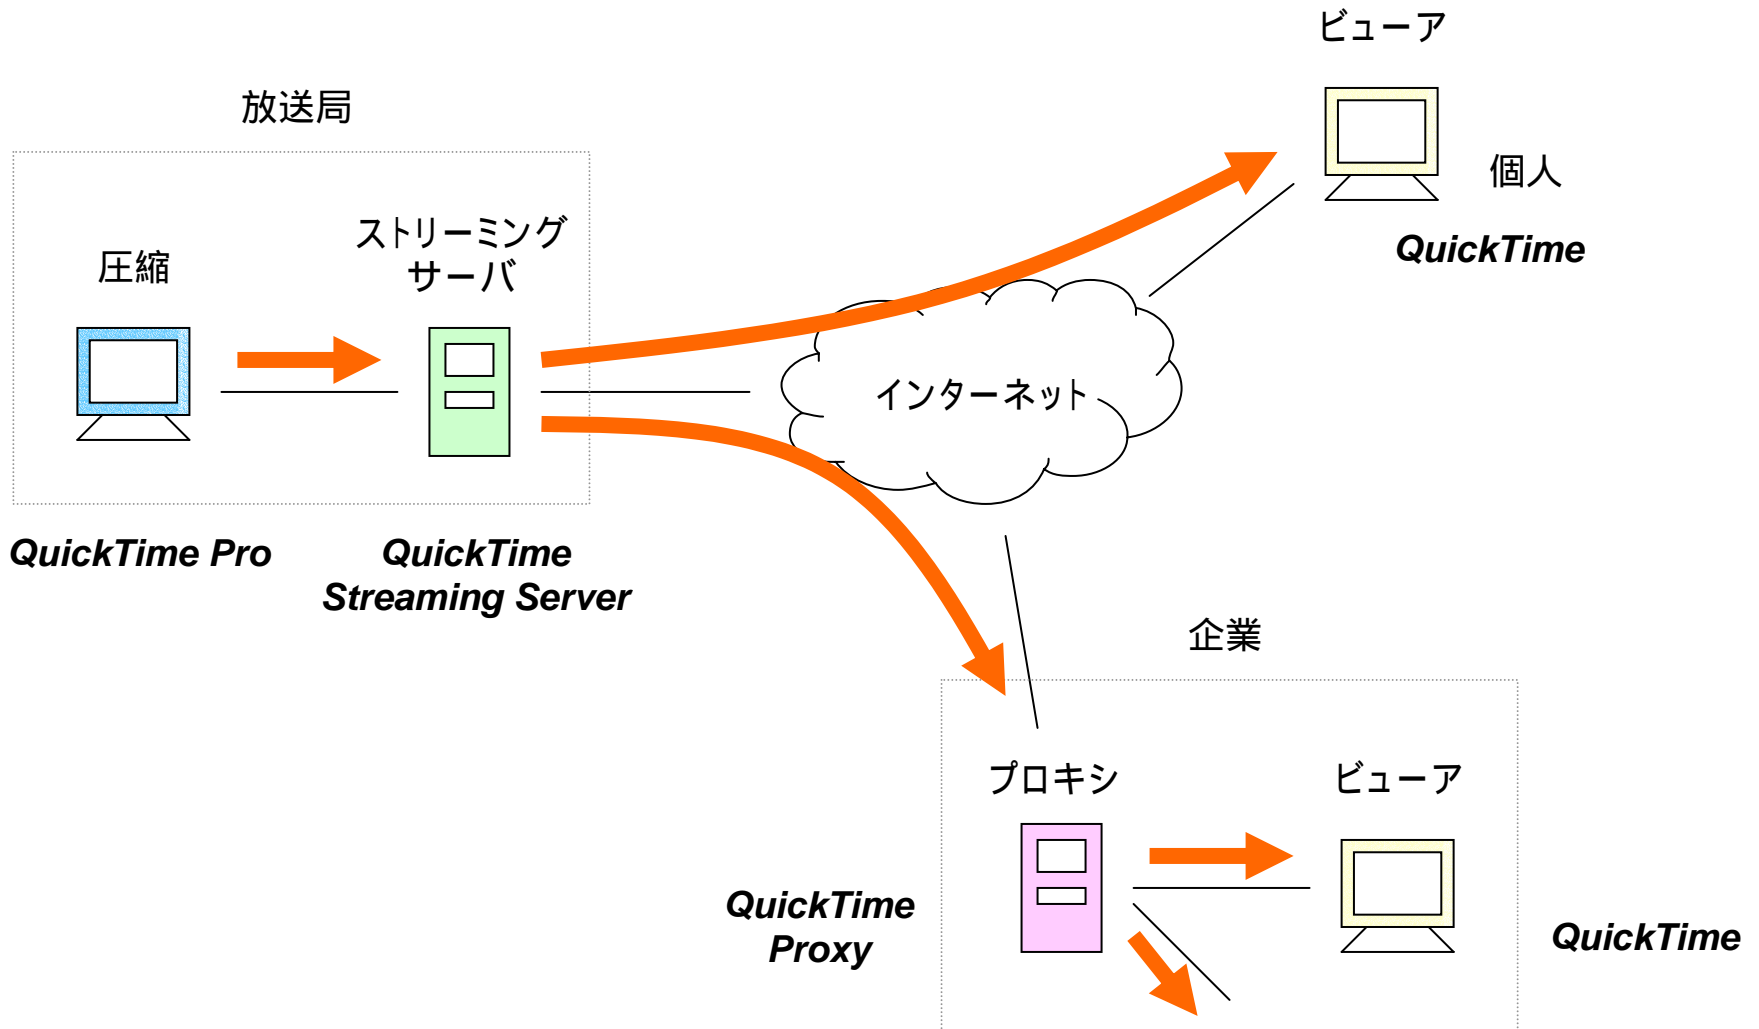 ビューア
放送局
個人
QuickTime
ストリーミング
サーバ
圧縮
インターネット
QuickTime Pro
QuickTime
Streaming Server
企業
プロキシ
ビューア
QuickTime
Proxy
QuickTime